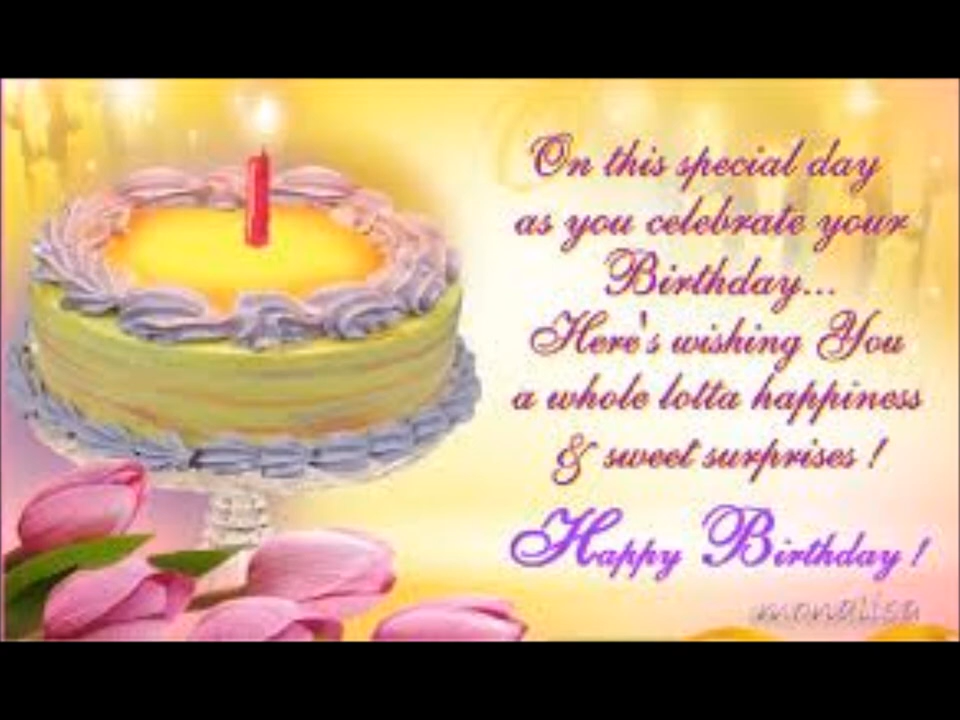 On this special day
as you celebrate your
Birthday...
Here's wishing You
a whole lotta happiness
& sweet surprises !
Happy Birthday !
monalisa